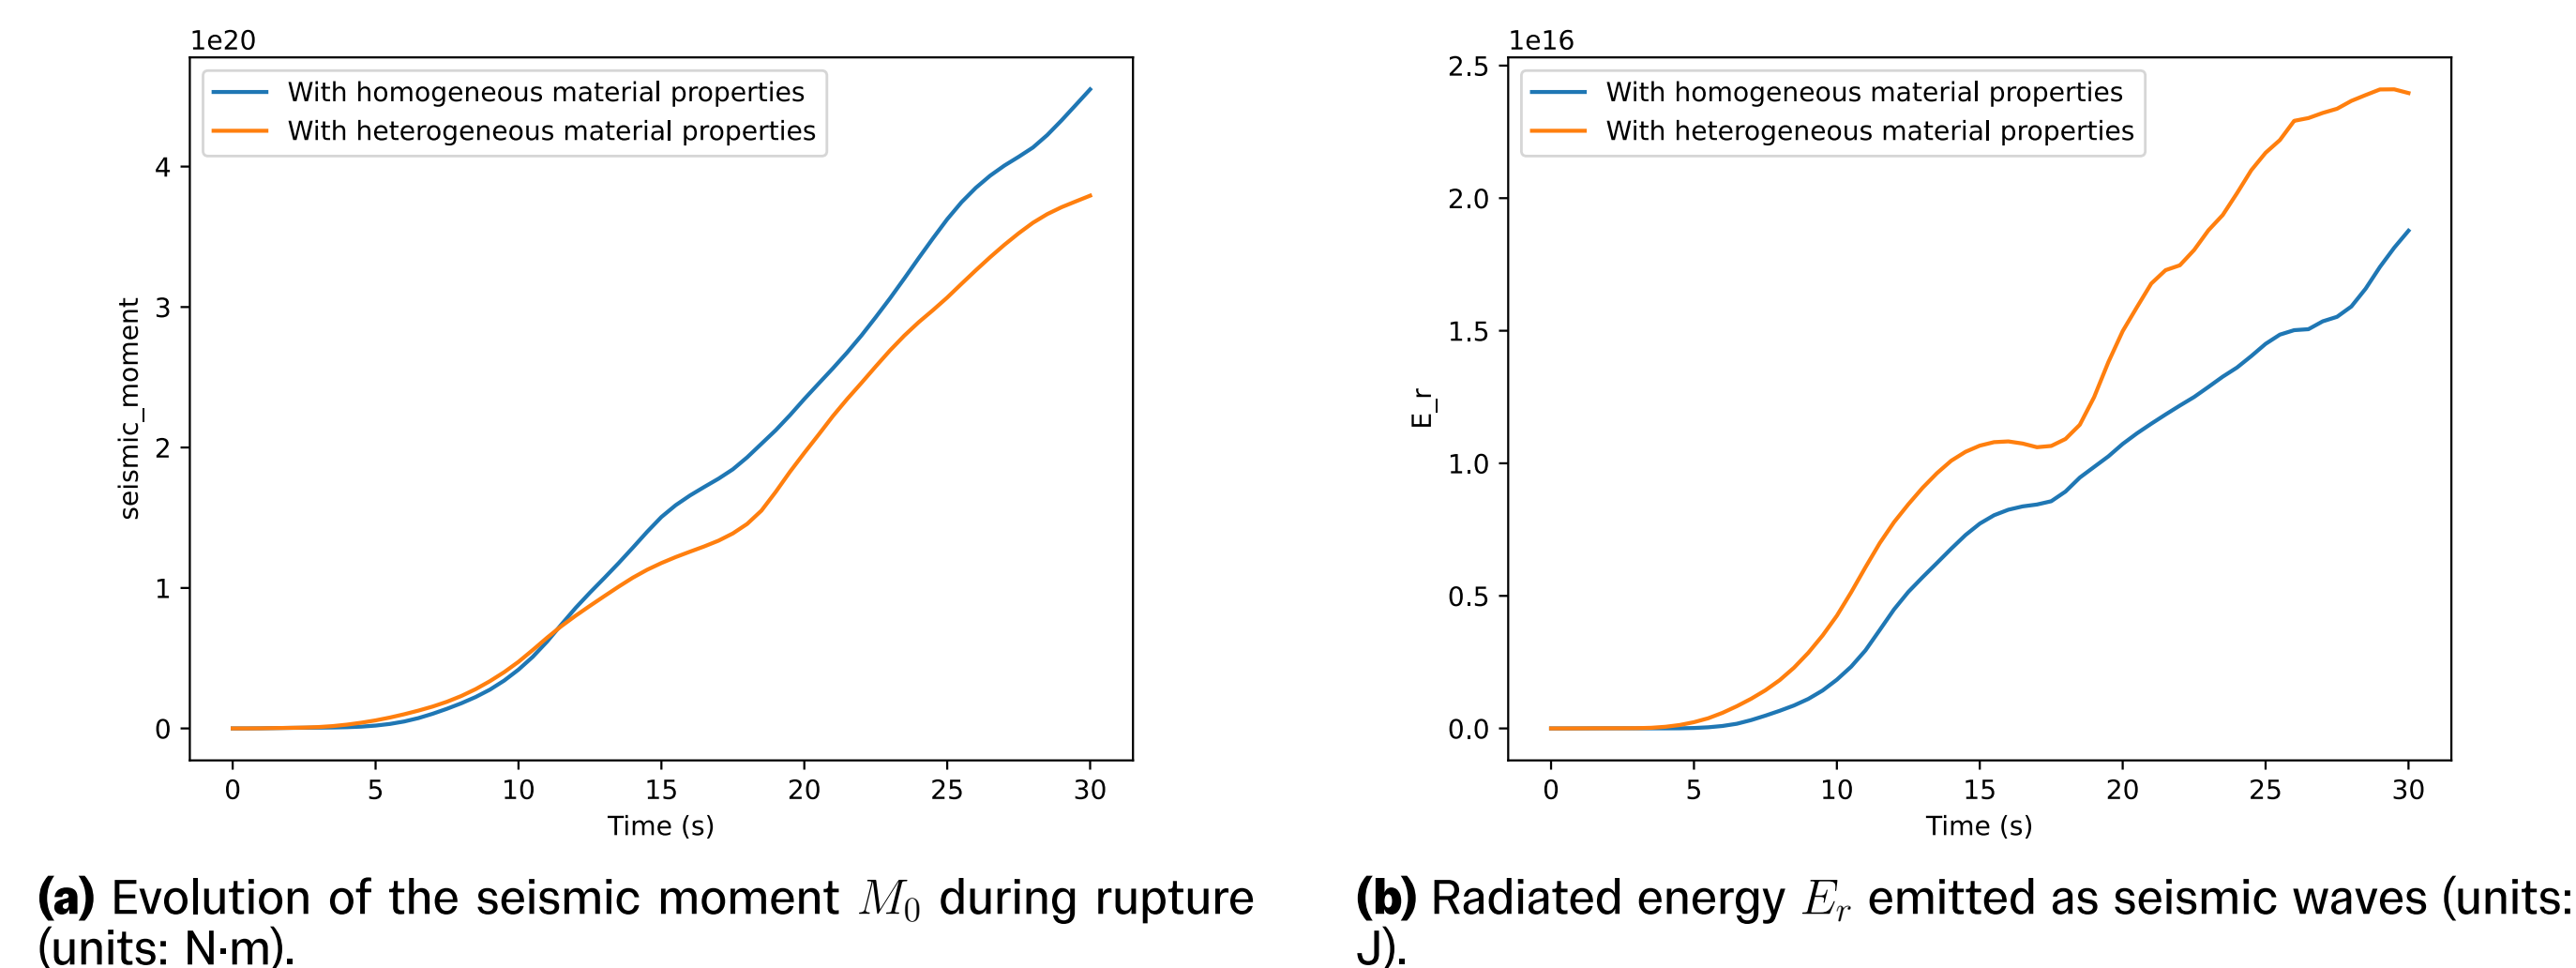 1e20
With homogeneous material properties
With heterogeneous material properties
4
3
2
1
0
seismic_moment
0 5 10 15 20 25 30
Time (s)
(a) Evolution of the seismic moment M₀ during rupture
(units: N·m).
1e16
With homogeneous material properties
With heterogeneous material properties
2.5
2.0
1.5
1.0
0.5
0.0
E_r
0 5 10 15 20 25 30
Time (s)
(b) Radiated energy Eᵣ emitted as seismic waves (units:
J).